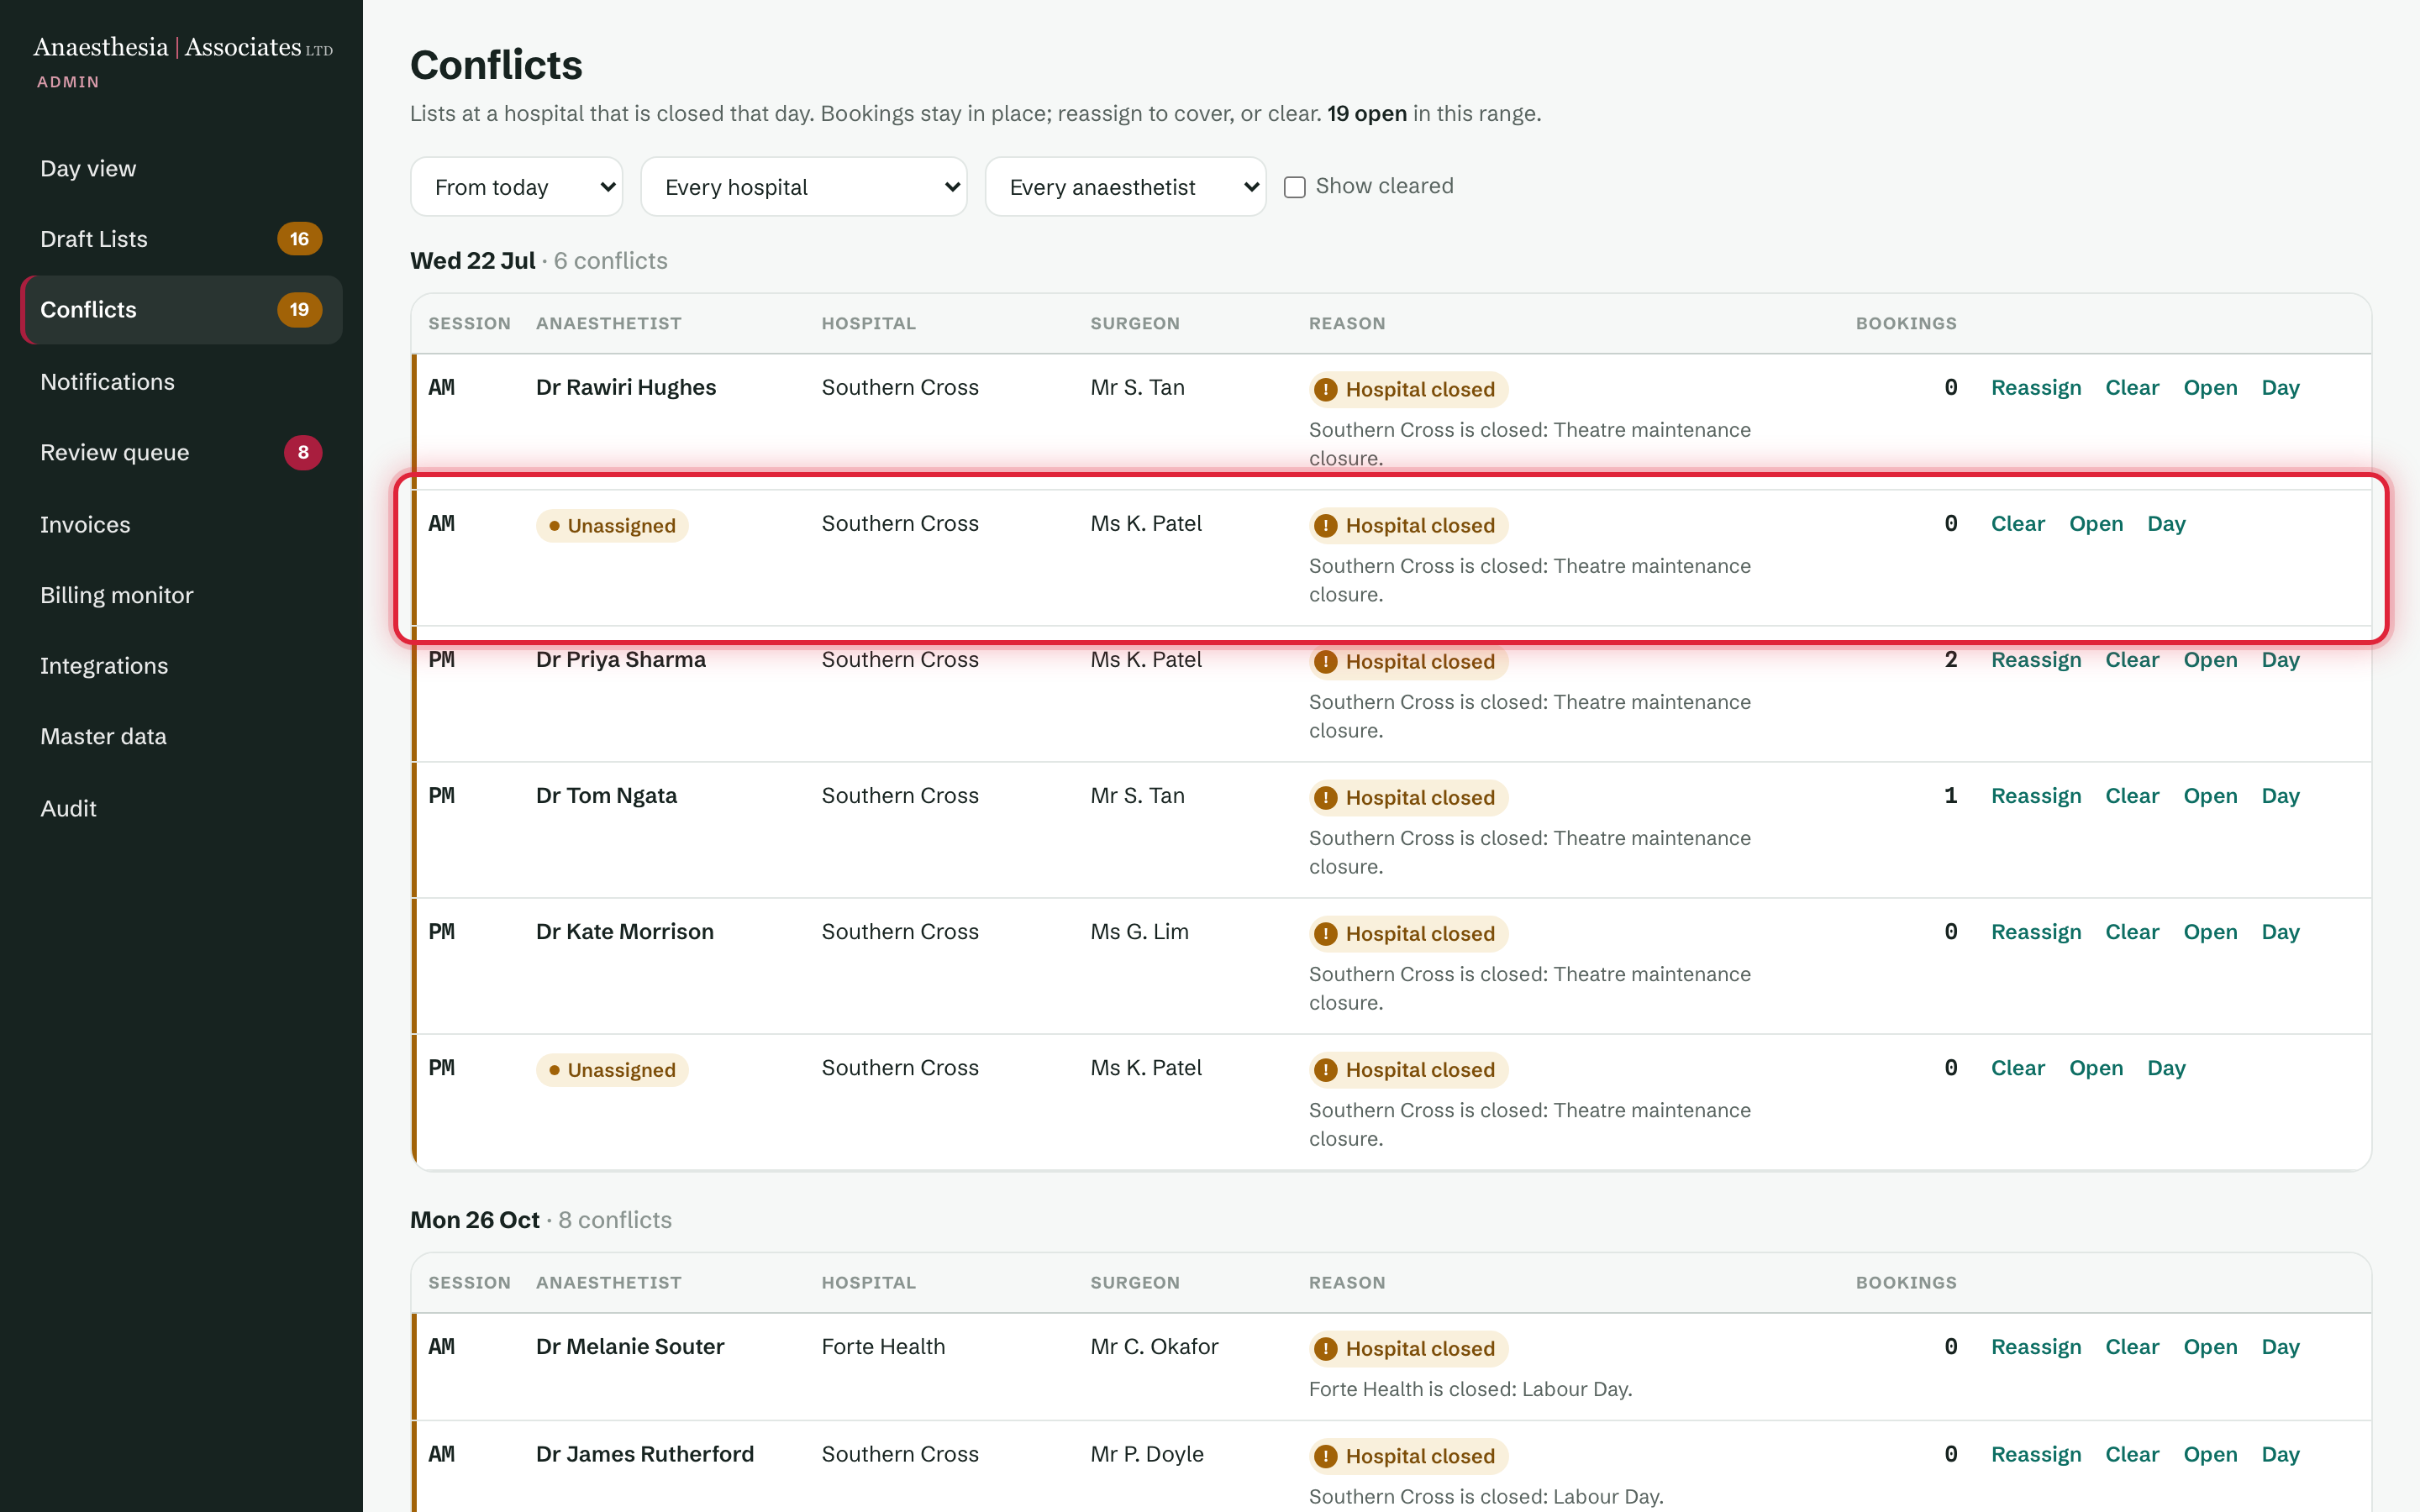 Anaesthesia | Associates LTD
ADMIN
Day view
Draft Lists 16
Conflicts 19
Notifications
Review queue 8
Invoices
Billing monitor
Integrations
Master data
Audit
Conflicts
Lists at a hospital that is closed that day. Bookings stay in place; reassign to cover, or clear. 19 open in this range.
From today Every hospital Every anaesthetist Show cleared
Wed 22 Jul · 6 conflicts
SESSION ANAESTHETIST HOSPITAL SURGEON REASON BOOKINGS
AM Dr Rawiri Hughes Southern Cross Mr S. Tan ! Hospital closed 0 Reassign Clear Open Day
Southern Cross is closed: Theatre maintenance
closure.
AM Unassigned Southern Cross Ms K. Patel ! Hospital closed 0 Clear Open Day
Southern Cross is closed: Theatre maintenance
closure.
PM Dr Priya Sharma Southern Cross Ms K. Patel ! Hospital closed 2 Reassign Clear Open Day
Southern Cross is closed: Theatre maintenance
closure.
PM Dr Tom Ngata Southern Cross Mr S. Tan ! Hospital closed 1 Reassign Clear Open Day
Southern Cross is closed: Theatre maintenance
closure.
PM Dr Kate Morrison Southern Cross Ms G. Lim ! Hospital closed 0 Reassign Clear Open Day
Southern Cross is closed: Theatre maintenance
closure.
PM Unassigned Southern Cross Ms K. Patel ! Hospital closed 0 Clear Open Day
Southern Cross is closed: Theatre maintenance
closure.
Mon 26 Oct · 8 conflicts
SESSION ANAESTHETIST HOSPITAL SURGEON REASON BOOKINGS
AM Dr Melanie Souter Forte Health Mr C. Okafor ! Hospital closed 0 Reassign Clear Open Day
Forte Health is closed: Labour Day.
AM Dr James Rutherford Southern Cross Mr P. Doyle ! Hospital closed 0 Reassign Clear Open Day
Southern Cross is closed: Labour Day.